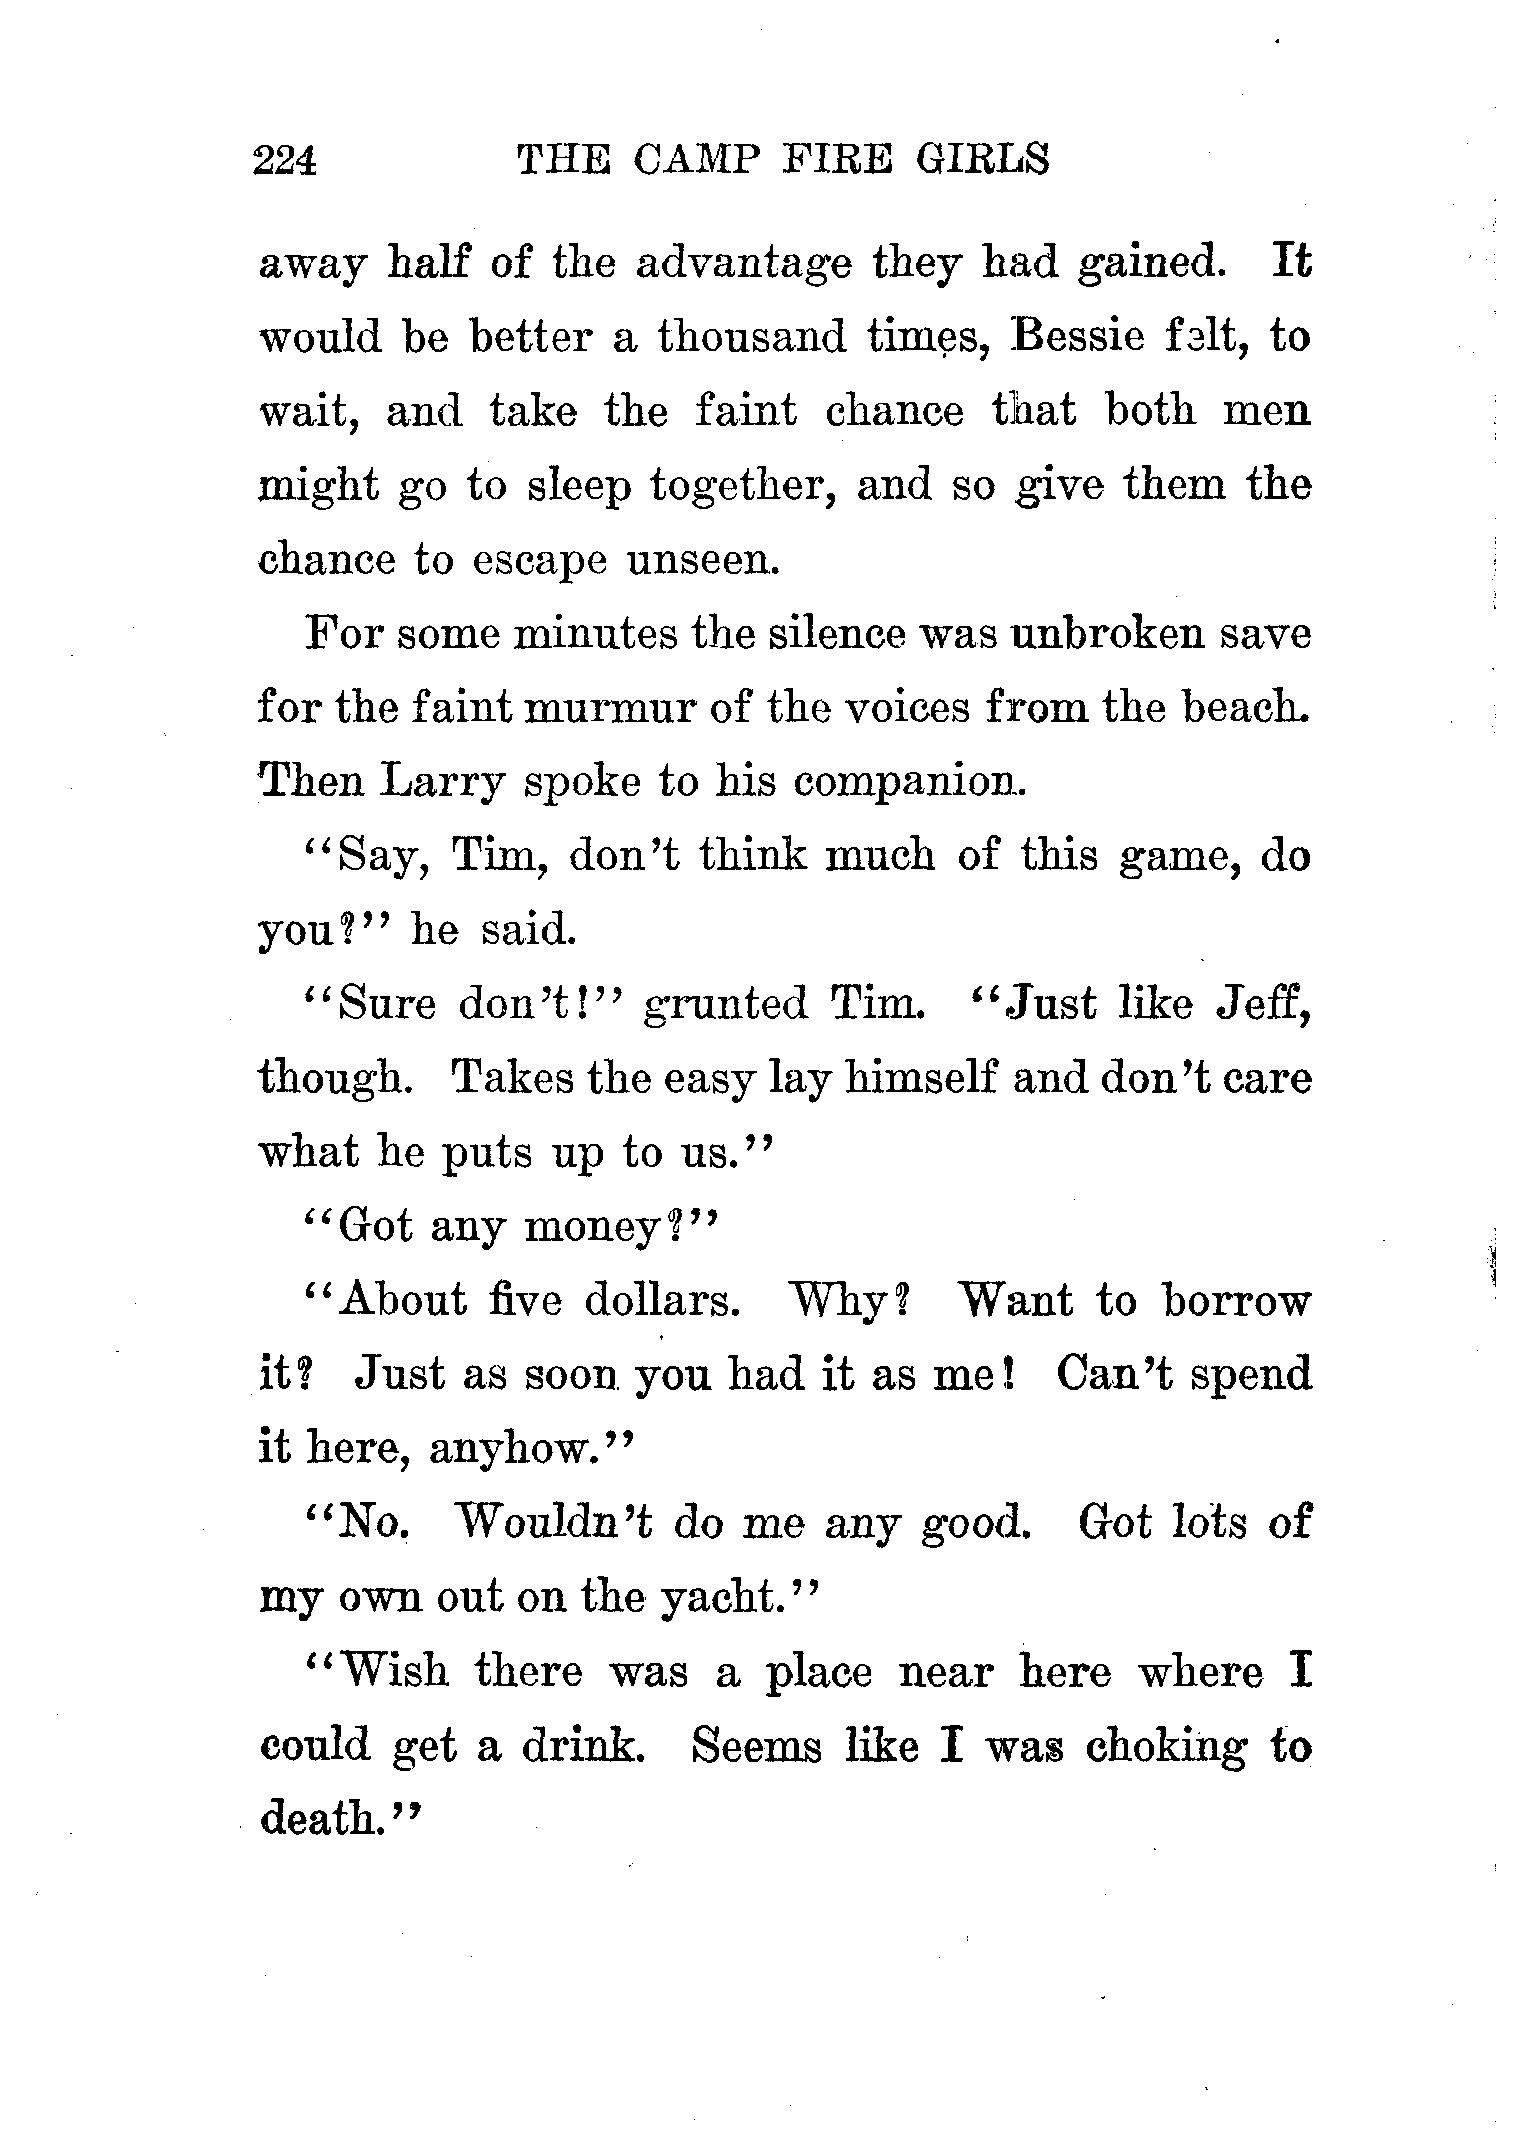 224 THE CAMP FIRE GIRLS
away half of the advantage they had gained. It
would be better a thousand times, Bessie felt, to
wait, and take the faint chance that both men
might go to sleep together, and so give them the
chance to escape unseen.
For some minutes the silence was unbroken save
for the faint murmur of the voices from the beach.
Then Larry spoke to his companion.
"Say, Tim, don't think much of this game, do
you?" he said.
"Sure don't!" grunted Tim. "Just like Jeff,
though. Takes the easy lay himself and don't care
what he puts up to us."
"Got any money?"
"About five dollars. Why? Want to borrow
it? Just as soon you had it as me! Can't spend
it here, anyhow."
"No. Wouldn't do me any good. Got lots of
my own out on the yacht."
"Wish there was a place near here where I
could get a drink. Seems like I was choking to
death."